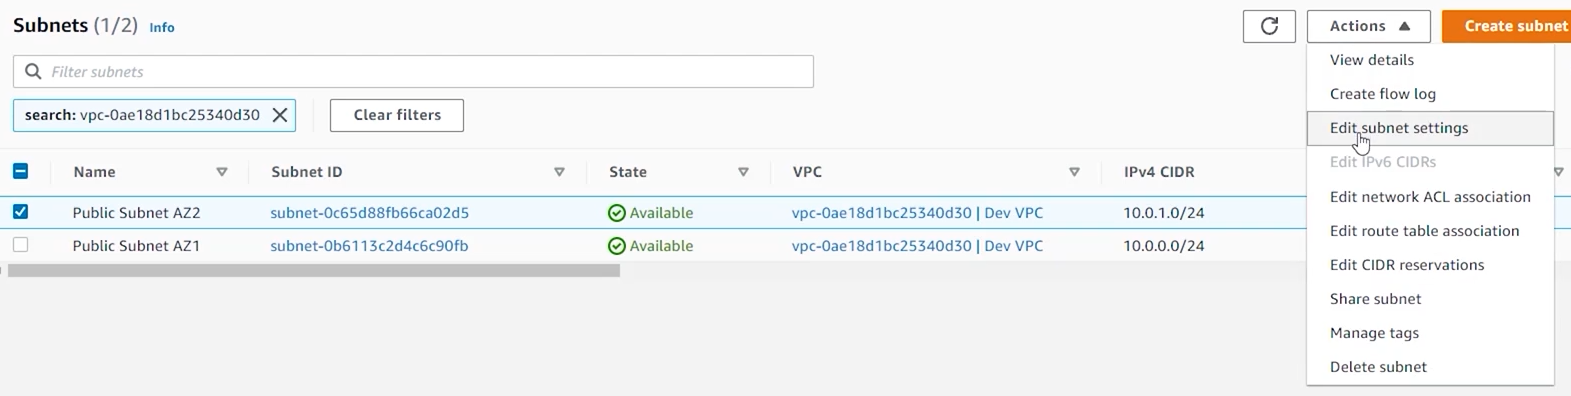 Subnets (1/2) Info
Actions
Create subnet
Filter subnets
search: vpc-0ae18d1bc25340d30
Clear filters
View details
Create flow log
Edit subnet settings
Edit IPv6 CIDRs
Edit network ACL association
Edit route table association
Edit CIDR reservations
Share subnet
Manage tags
Delete subnet
Name Subnet ID State VPC IPv4 CIDR
Public Subnet AZ2 subnet-0c65d88fb66ca02d5 Available vpc-0ae18d1bc25340d30 | Dev VPC 10.0.1.0/24
Public Subnet AZ1 subnet-0b6113c2d4c6c90fb Available vpc-0ae18d1bc25340d30 | Dev VPC 10.0.0.0/24